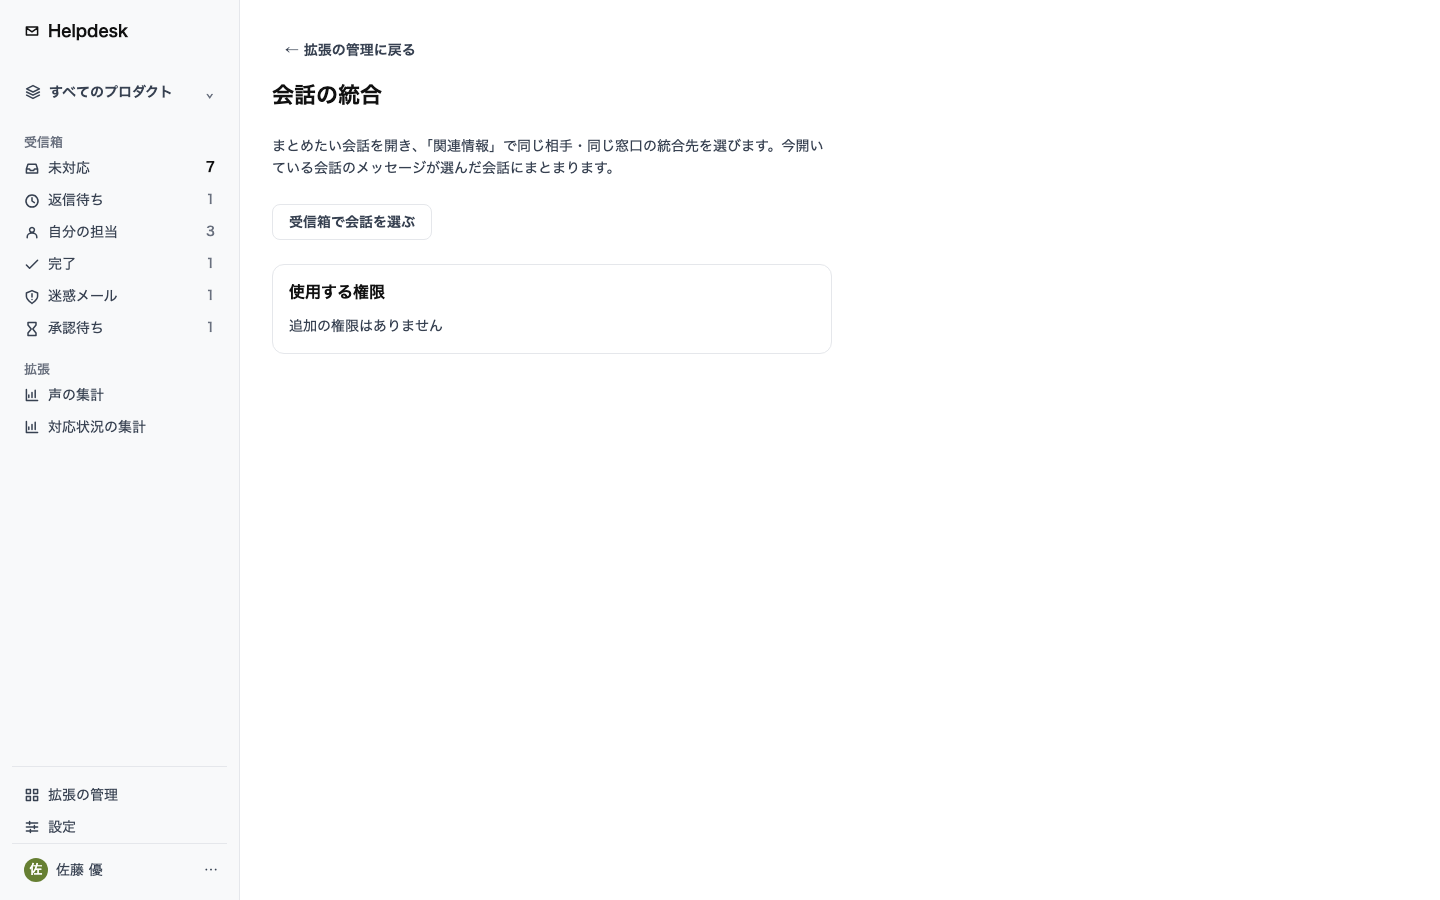 Helpdesk
すべてのプロダクト
受信箱
未対応 7
返信待ち 1
自分の担当 3
完了 1
迷惑メール 1
承認待ち 1
拡張
声の集計
対応状況の集計
拡張の管理
設定
佐 佐藤 優 …
← 拡張の管理に戻る
会話の統合
まとめたい会話を開き、「関連情報」で同じ相手・同じ窓口の統合先を選びます。今開い
ている会話のメッセージが選んだ会話にまとまります。
受信箱で会話を選ぶ
使用する権限
追加の権限はありません